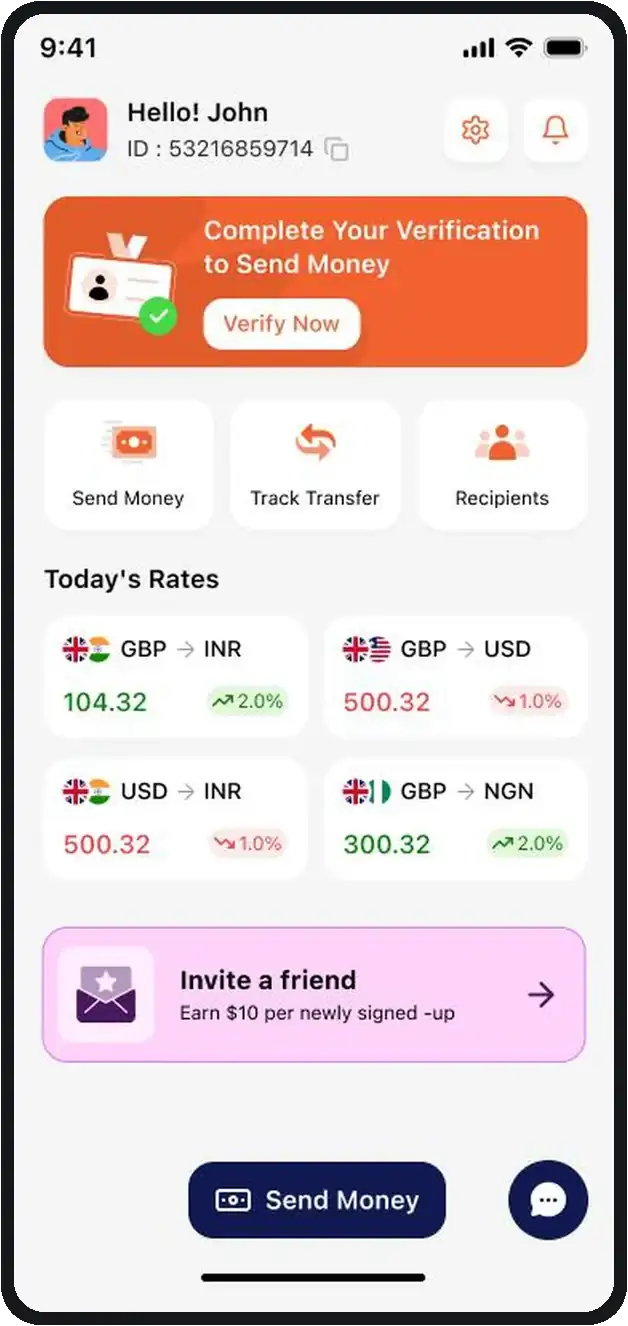 9:41
Hello! John
ID : 53216859714
Complete Your Verification
to Send Money
Verify Now
Send Money
Track Transfer
Recipients
Today's Rates
GBP → INR
104.32
2.0%
GBP → USD
500.32
1.0%
USD → INR
500.32
1.0%
GBP → NGN
300.32
2.0%
Invite a friend
Earn $10 per newly signed -up
Send Money